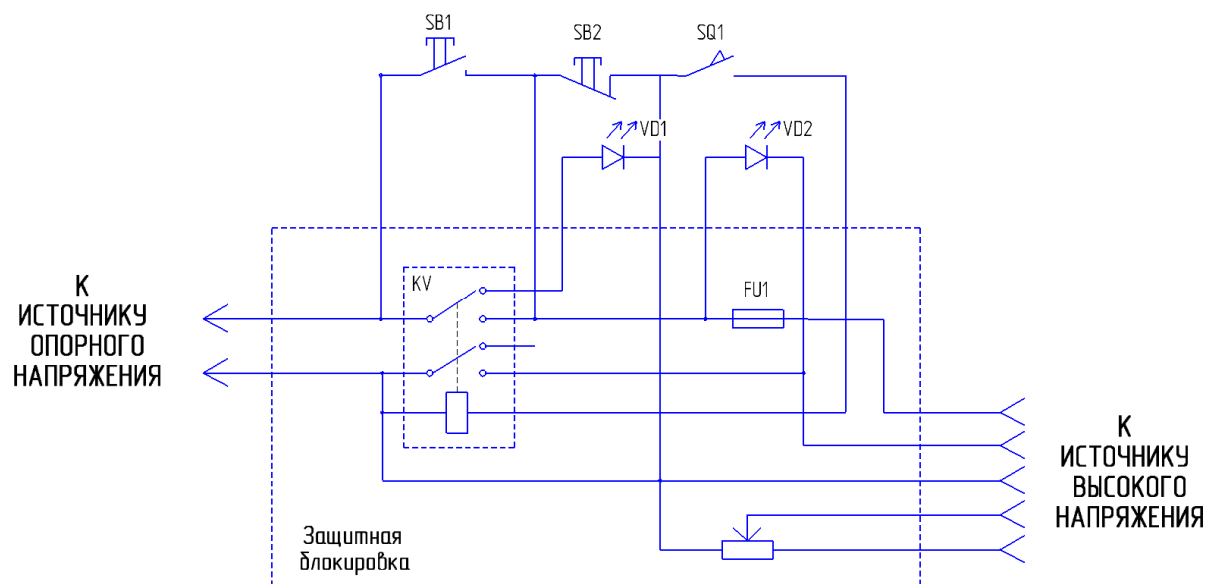 SB1
SB2
SQ1
VD1
VD2
К
ИСТОЧНИКУ
ОПОРНОГО
НАПРЯЖЕНИЯ
KV
FU1
К
ИСТОЧНИКУ
ВЫСОКОГО
НАПРЯЖЕНИЯ
Защитная
блокировка